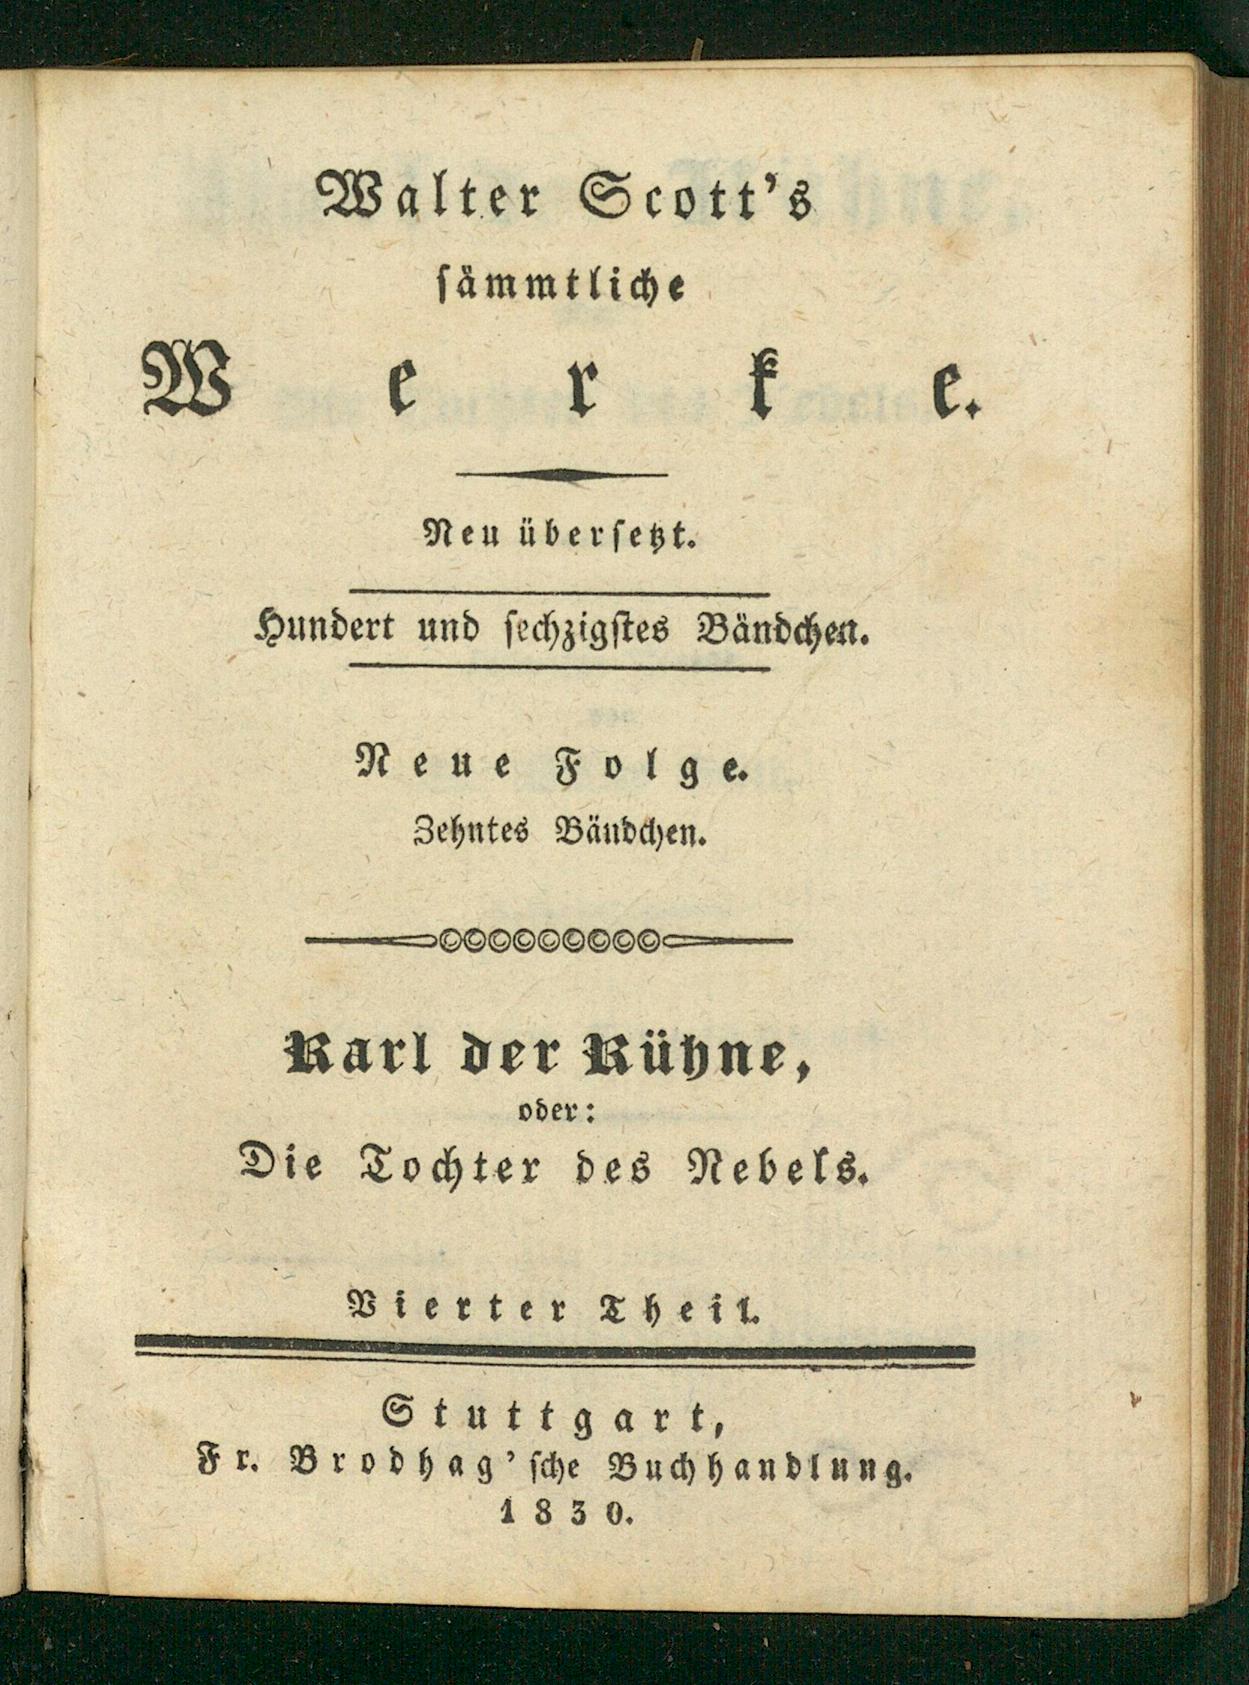 Walter Scott's
sämmtliche
Werke.
Neu übersetzt.
Hundert und sechzigstes Bändchen.
Neue Folge.
Zehntes Bändchen.
Karl der Kühne,
oder:
Die Tochter des Nebels.
Vierter Theil.
Stuttgart,
Fr. Brodhag'sche Buchhandlung.
1830.